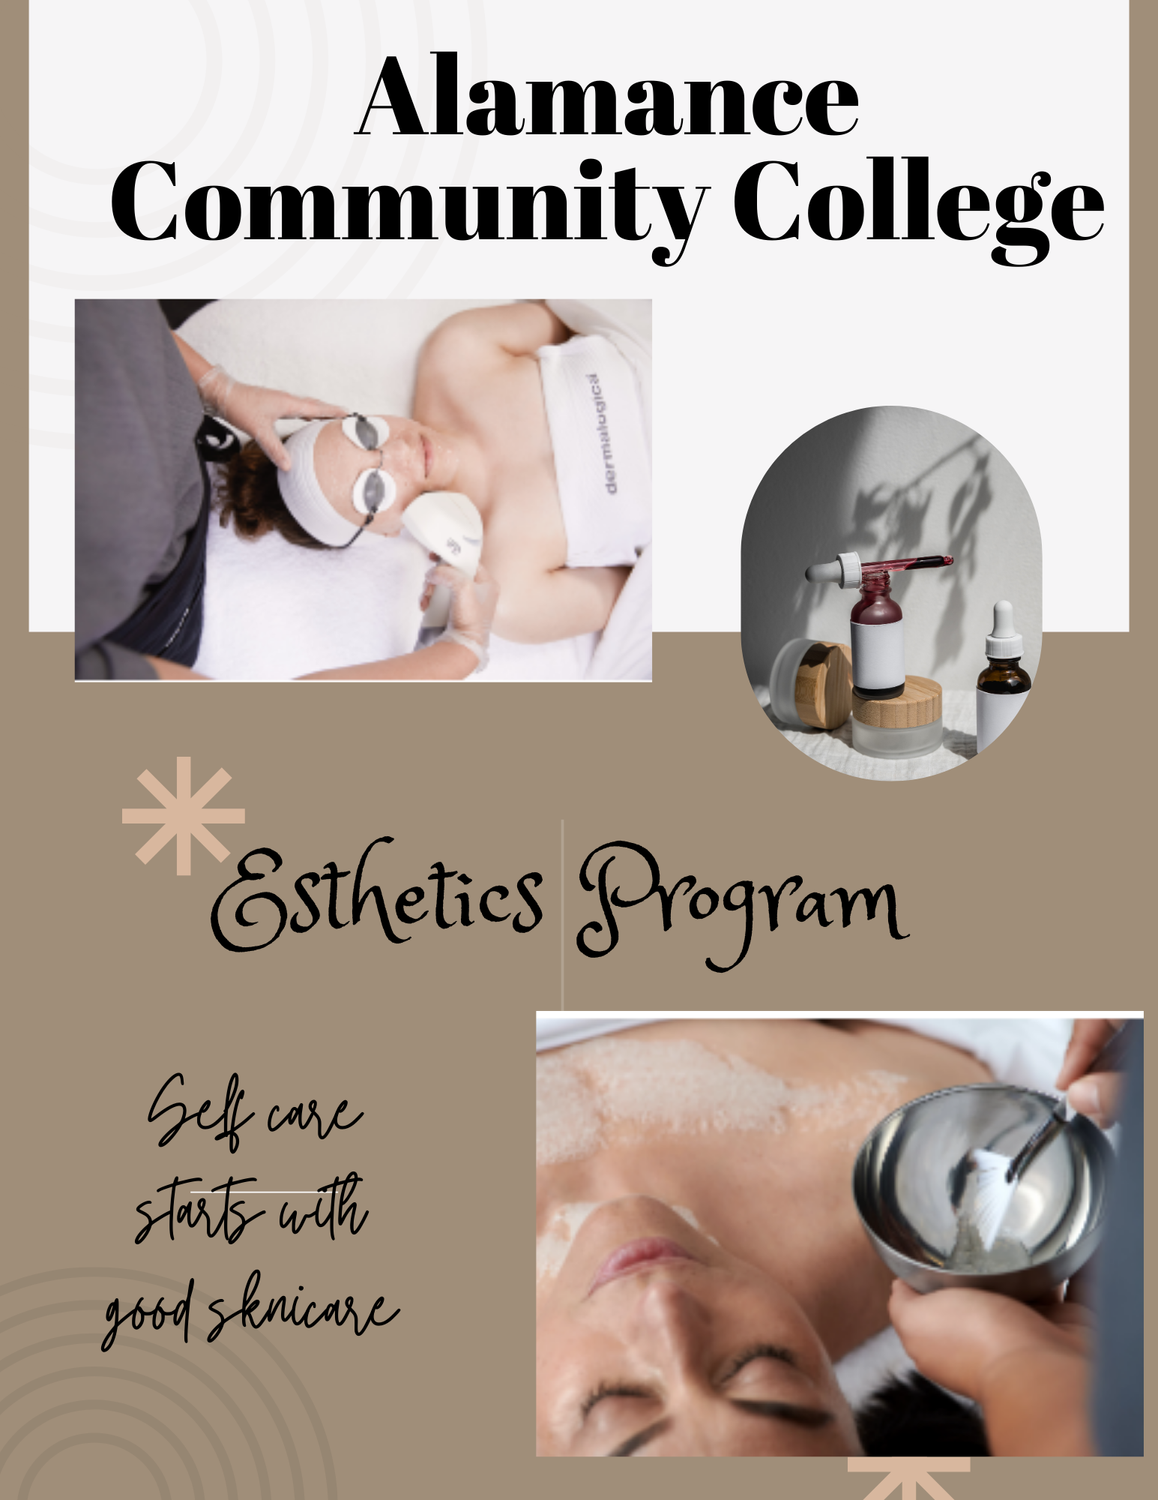 Alamance
Community College
dermalogica
Esthetics Program
Self care
starts with
good sknicare